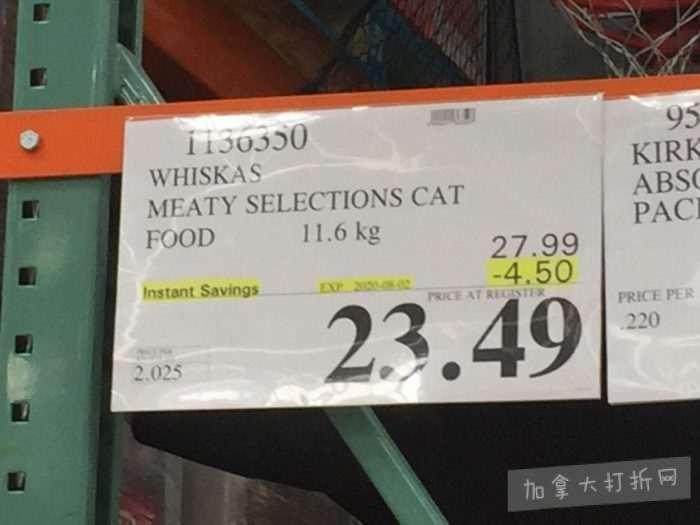 1136350
WHISKAS
MEATY SELECTIONS CAT
FOOD 11.6 kg
27.99
Instant Savings EXP. 2020-08-02 -4.50
PRICE AT REGISTER
23.49
2.025
95
KIRK
ABSO
PACK
PRICE PER
.220
加拿大打折网